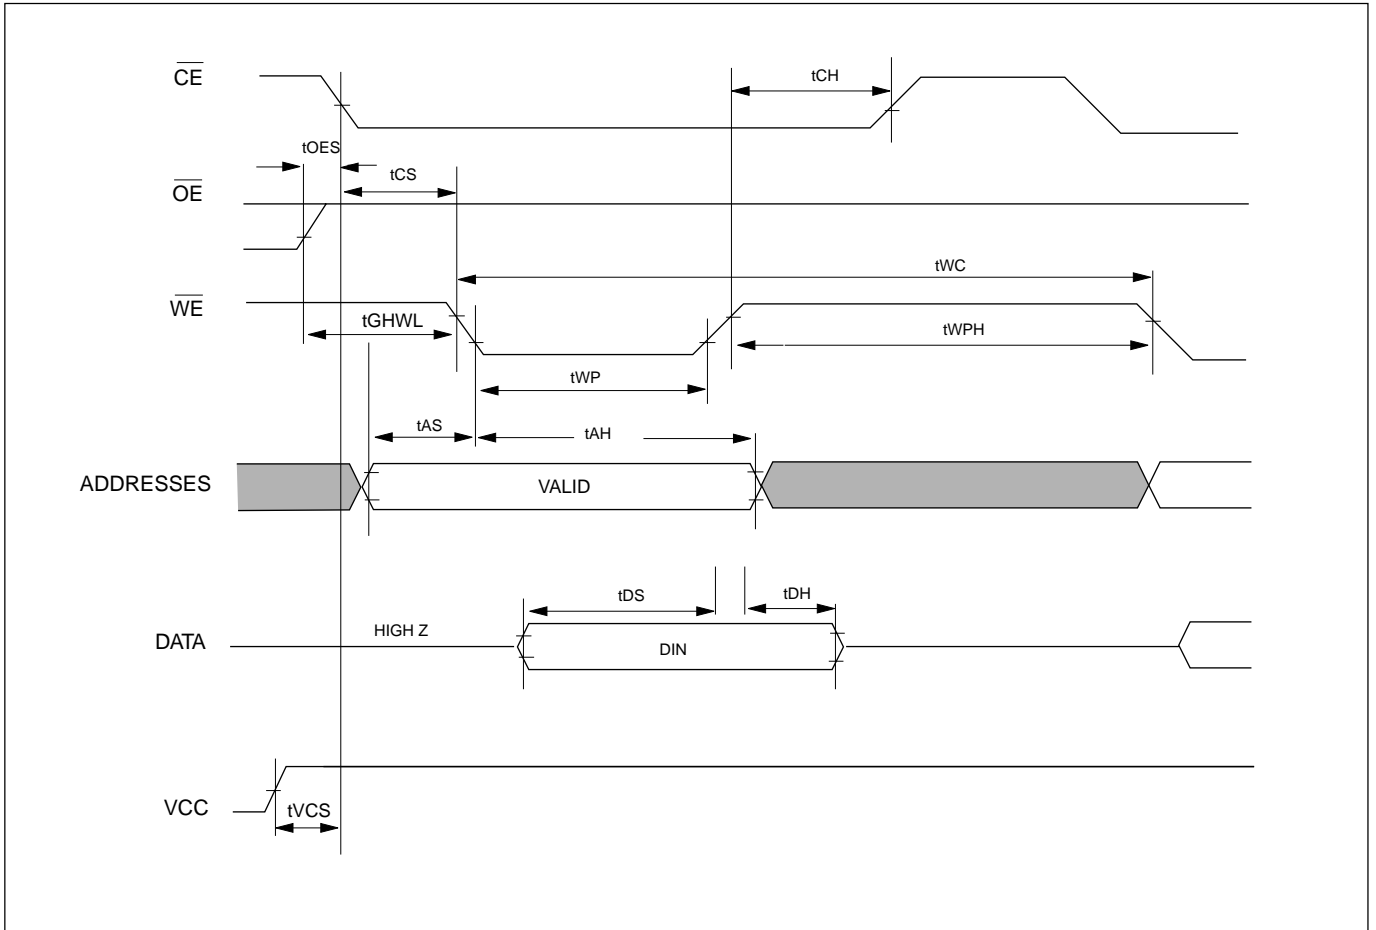 CE
tCH
tOES
tCS
OE
tWC
WE
tGHWL
tWPH
tWP
tAS
tAH
ADDRESSES
VALID
tDS
tDH
HIGH Z
DATA
DIN
VCC
tVCS